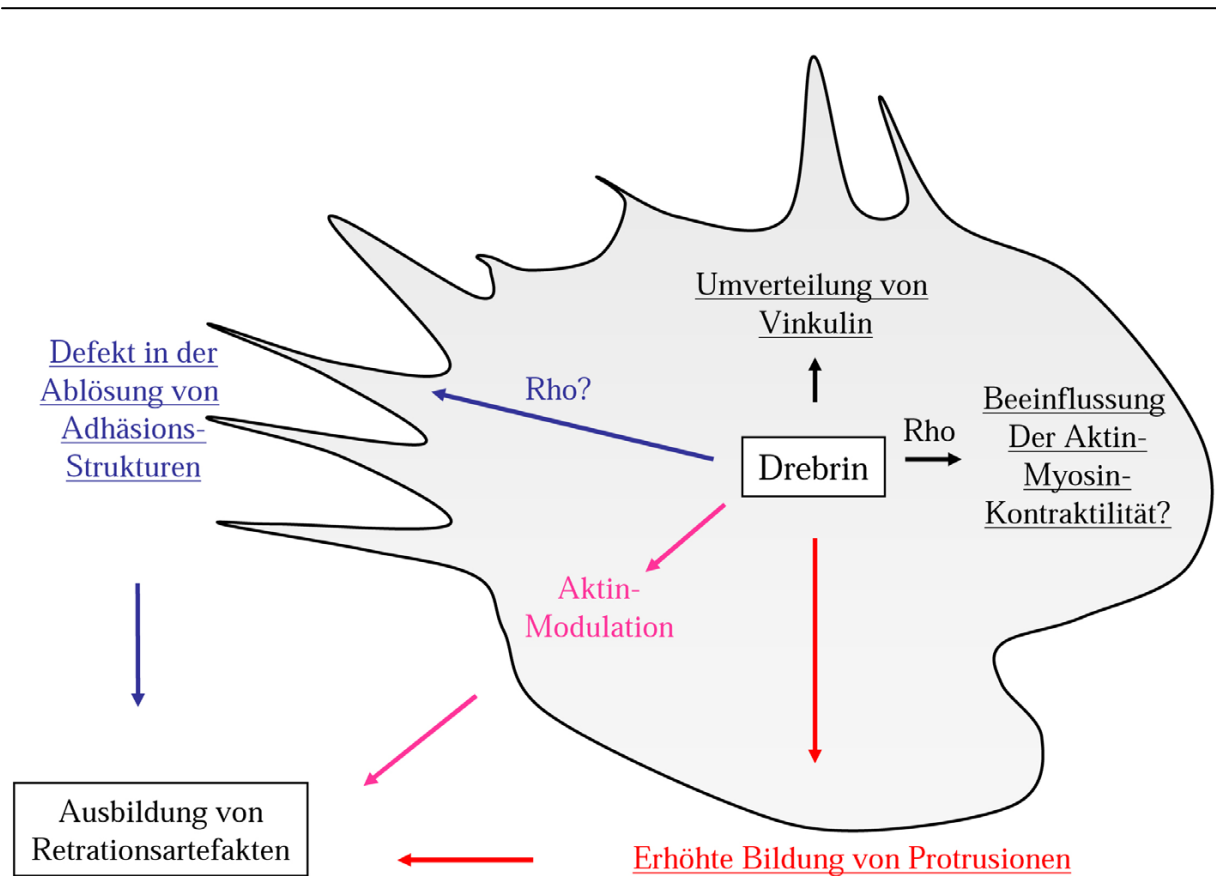 Umverteilung von
Vinkulin
Defekt in der
Ablösung von
Adhäsions-
Strukturen
Rho?
Drebrin
Rho
Beeinflussung
Der Aktin-
Myosin-
Kontraktilität?
Aktin-
Modulation
Ausbildung von
Retrationsartefakten
Erhöhte Bildung von Protrusionen